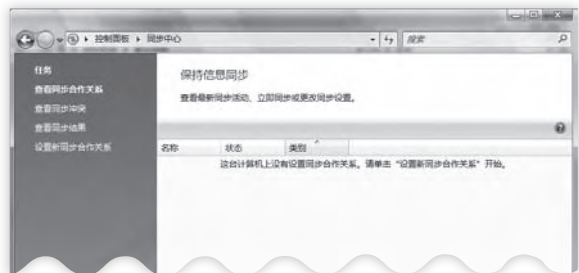 控制面板 ▸ 同步中心
搜索
任务
查看同步合作关系
查看同步冲突
查看同步结果
设置新同步合作关系
保持信息同步
查看最新同步活动、立即同步或更改同步设置。
名称 状态 类别
这台计算机上没有设置同步合作关系。请单击“设置新同步合作关系”开始。